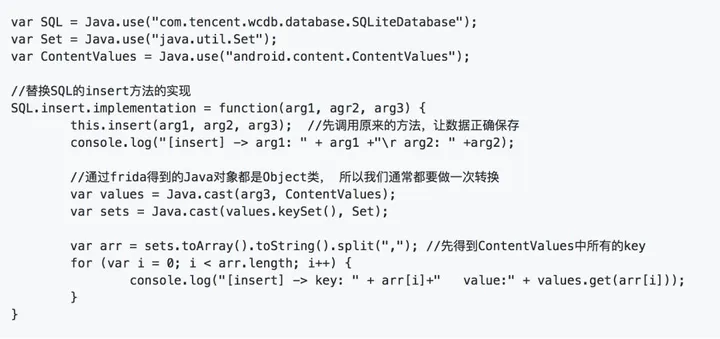 var SQL = Java.use("com.tencent.wcdb.database.SQLiteDatabase");
var Set = Java.use("java.util.Set");
var ContentValues = Java.use("android.content.ContentValues");

//替换SQL的insert方法的实现
SQL.insert.implementation = function(arg1, agr2, arg3) {
        this.insert(arg1, arg2, arg3);  //先调用原来的方法，让数据正确保存
        console.log("[insert] -> arg1: " + arg1 +"\r arg2: " +arg2);

        //通过frida得到的Java对象都是Object类， 所以我们通常都要做一次转换
        var values = Java.cast(arg3, ContentValues);
        var sets = Java.cast(values.keySet(), Set);

        var arr = sets.toArray().toString().split(","); //先得到ContentValues中所有的key
        for (var i = 0; i < arr.length; i++) {
                console.log("[insert] -> key: " + arr[i]+"   value:" + values.get(arr[i]));
        }
}